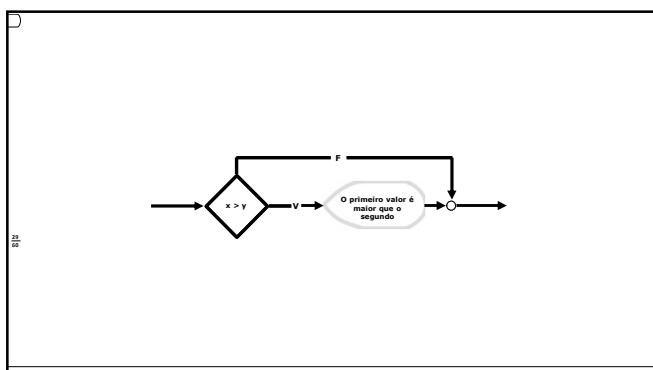 F
x > y
V
O primeiro valor é
maior que o
segundo
29
60